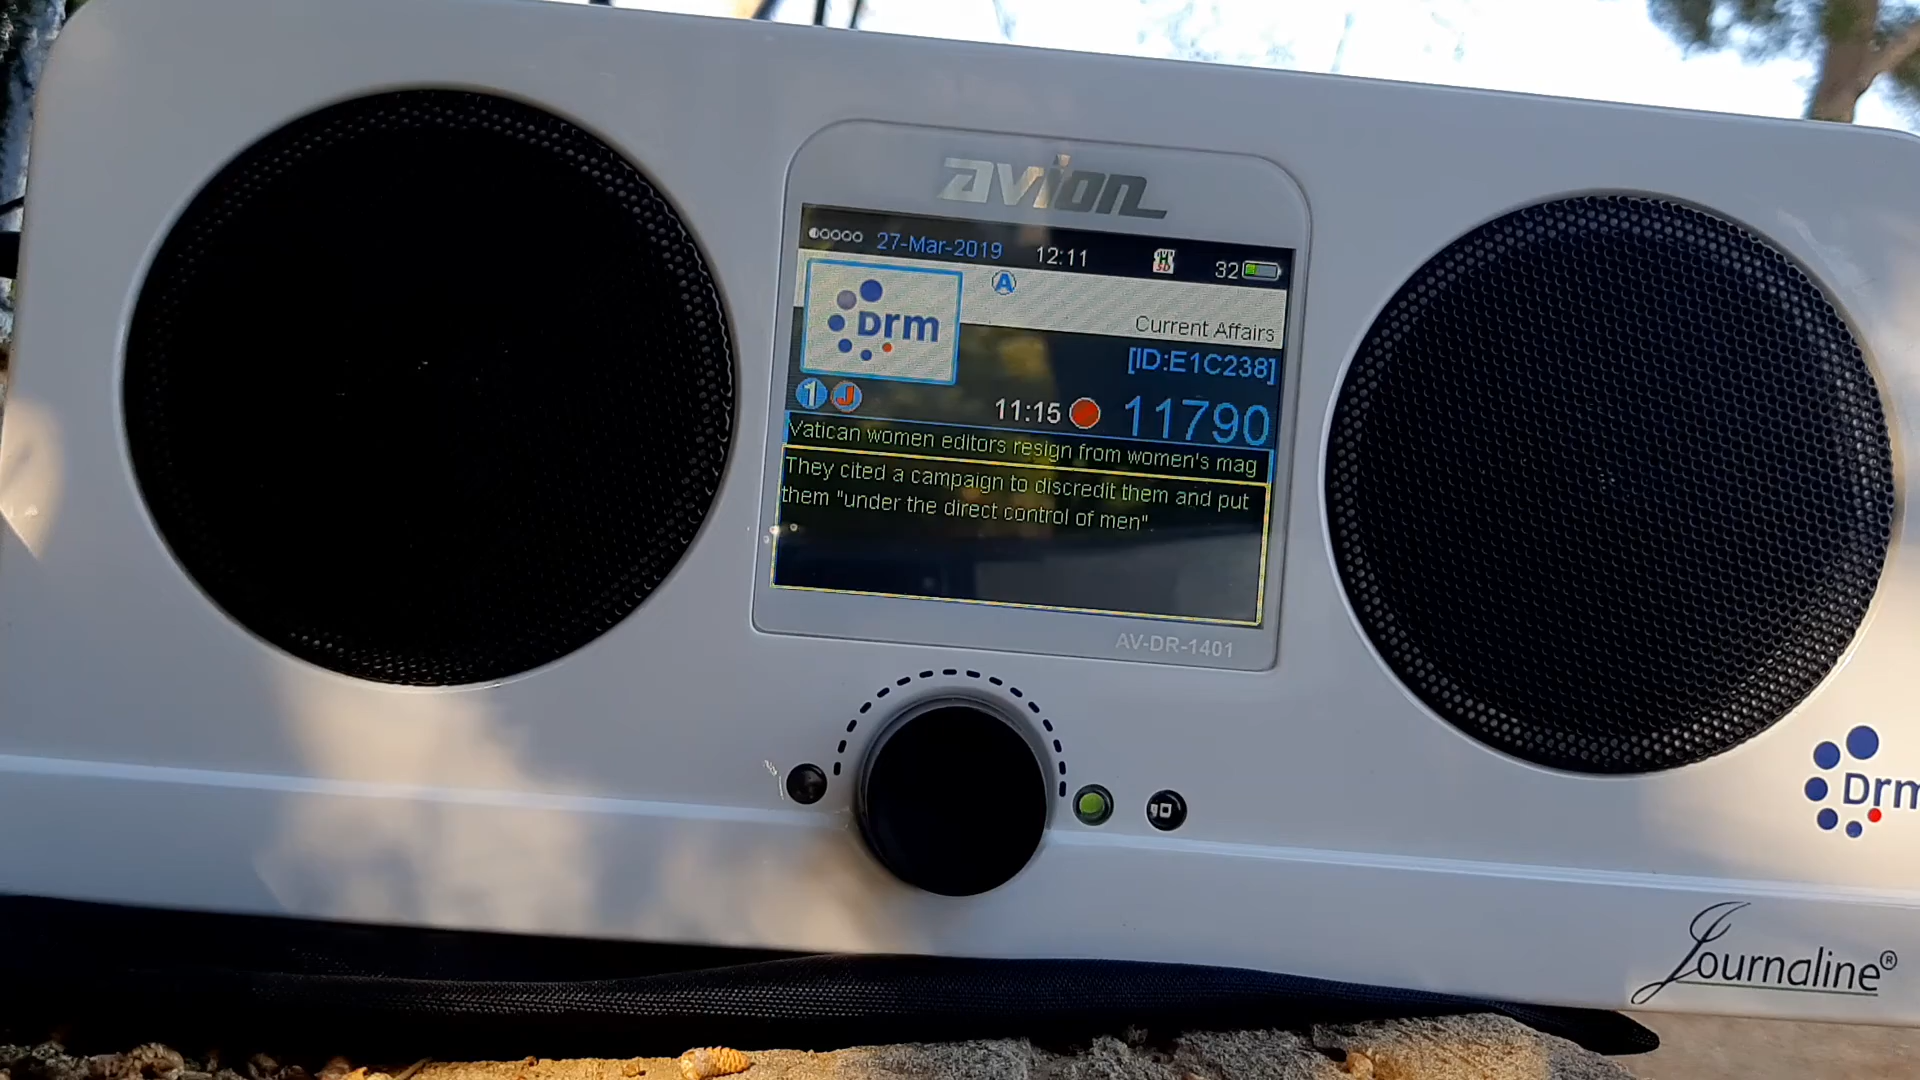 AVION
27-Mar-2019 12:11 32
A
Drm
Current Affairs
[ID:E1C238]
1 J 11:15 11790
Vatican women editors resign from women's mag
They cited a campaign to discredit them and put
them "under the direct control of men".
AV-DR-1401
Drm
Journaline®